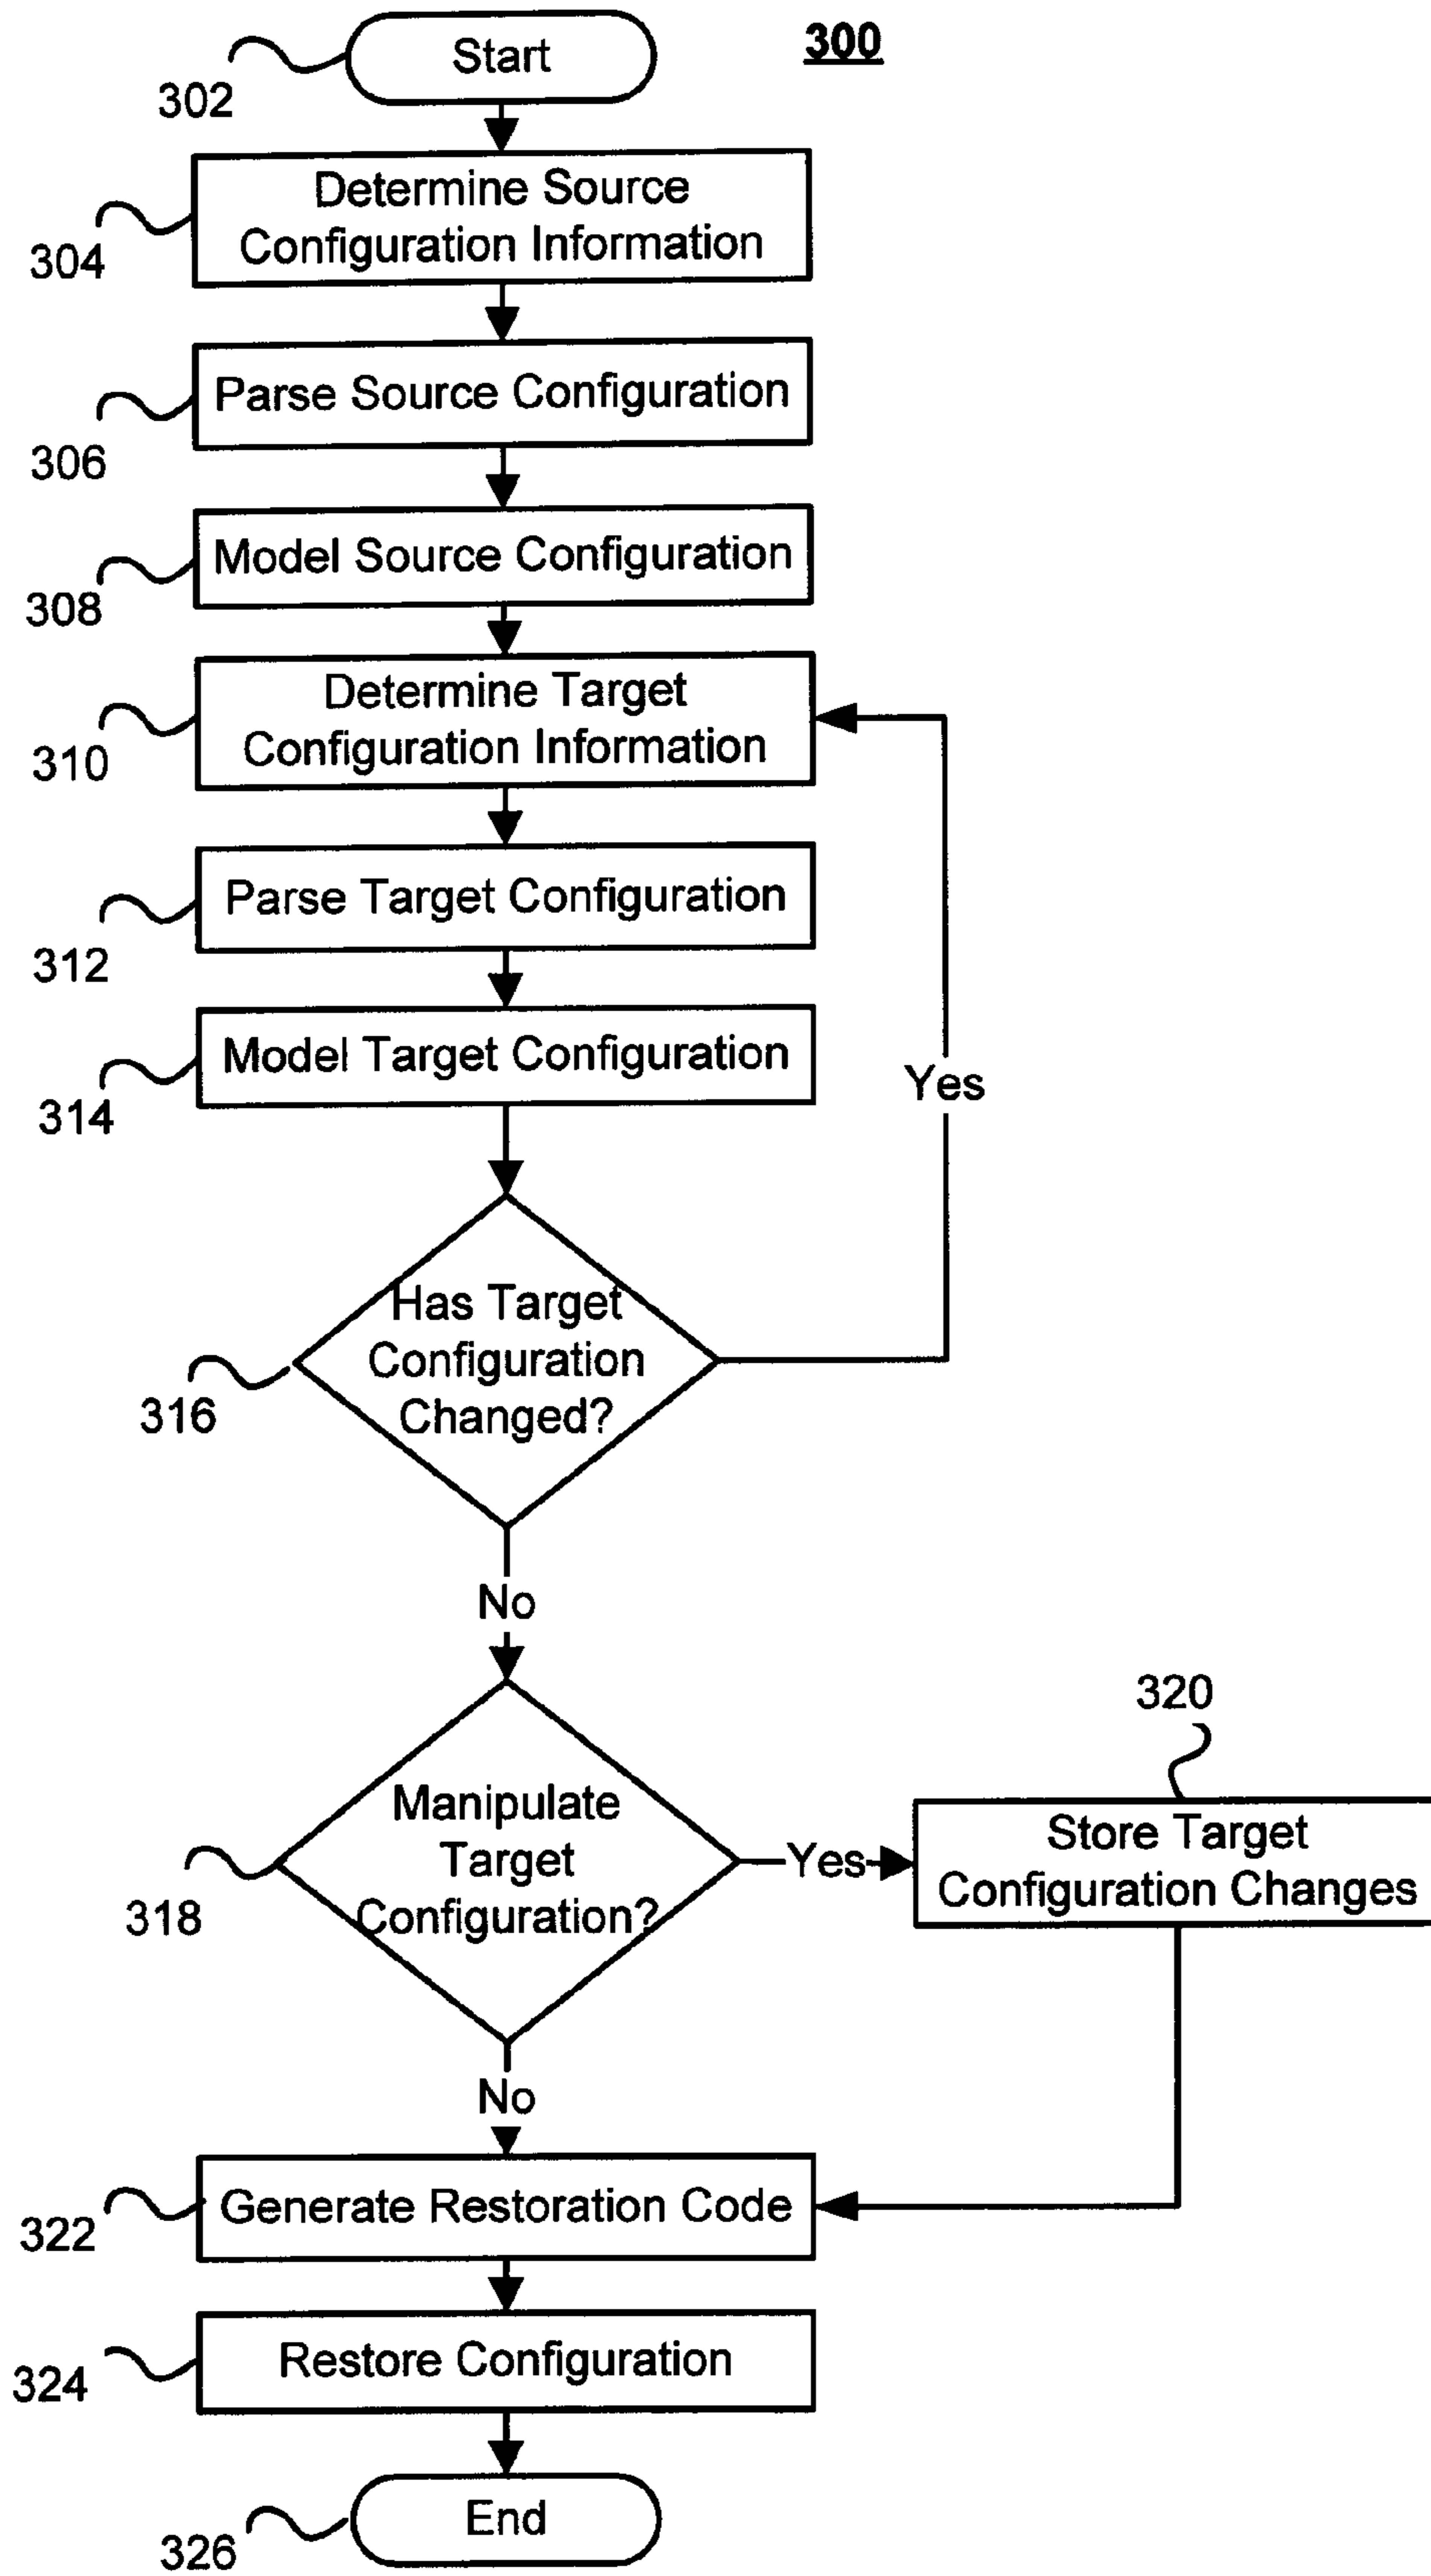 300
Start
302
Determine Source
Configuration Information
304
Parse Source Configuration
306
Model Source Configuration
308
Determine Target
Configuration Information
310
Parse Target Configuration
312
Model Target Configuration
314
Yes
Has Target
Configuration
Changed?
316
No
320
Manipulate
Target
Configuration?
318
Yes
Store Target
Configuration Changes
No
Generate Restoration Code
322
Restore Configuration
324
End
326